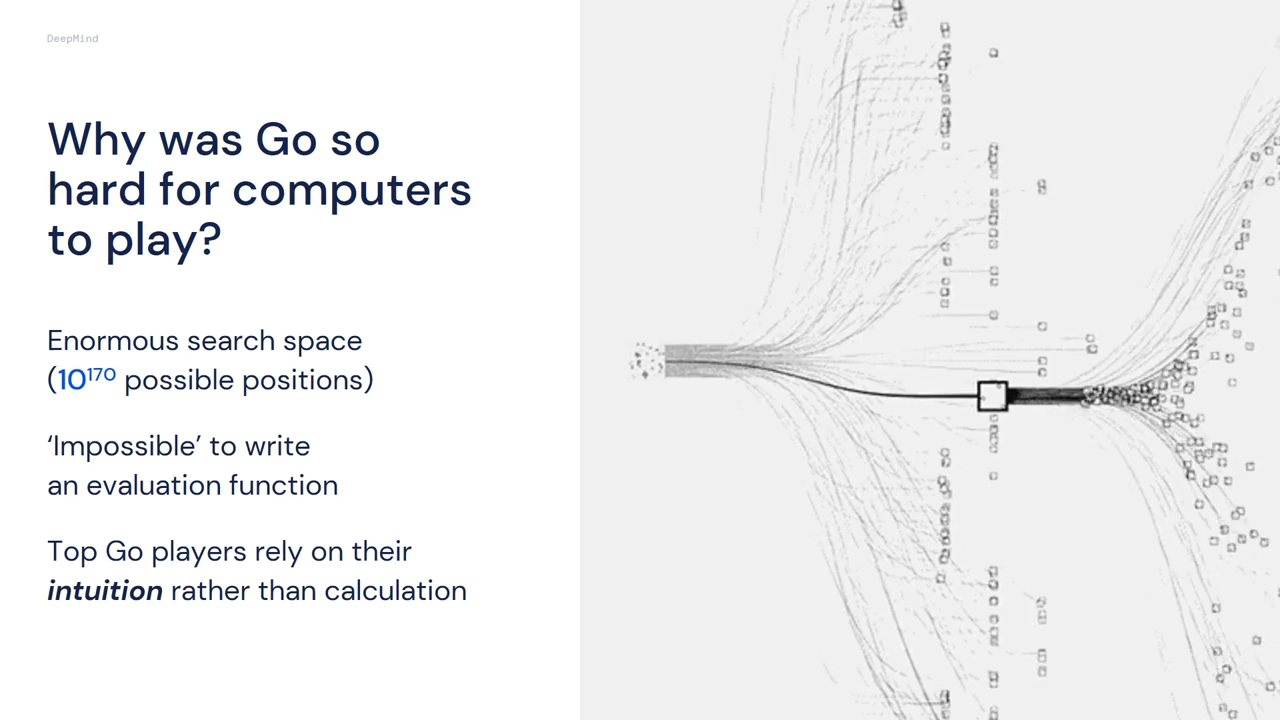 DeepMind
Why was Go so
hard for computers
to play?
Enormous search space
(10¹⁷⁰ possible positions)
‘Impossible’ to write
an evaluation function
Top Go players rely on their
intuition rather than calculation